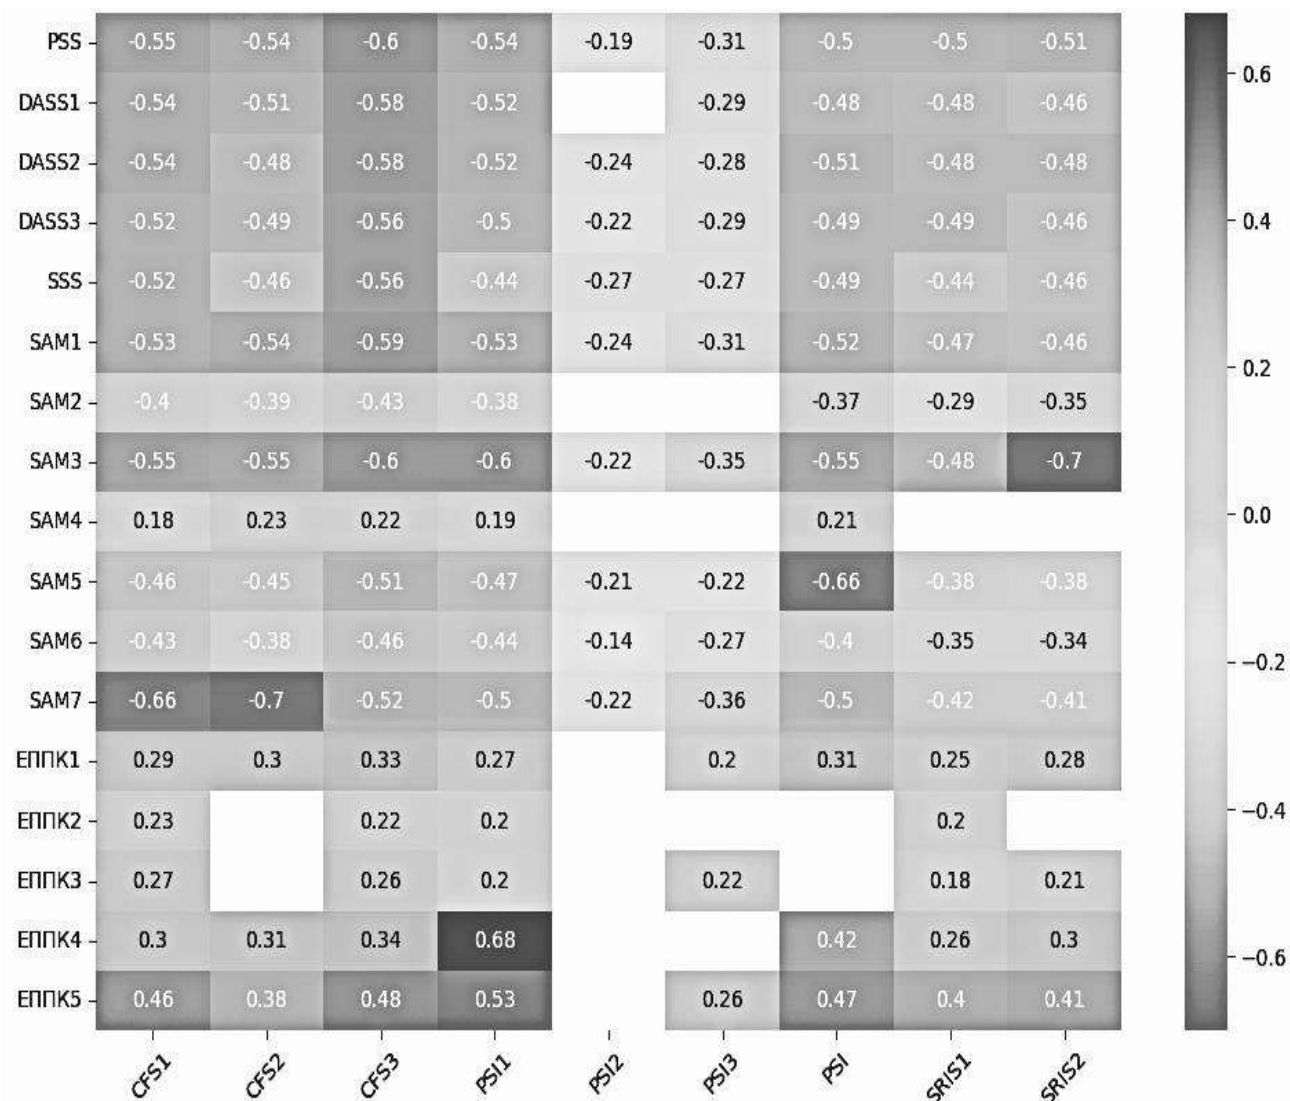 PSS -0.55 -0.54 -0.6 -0.54 -0.19 -0.31 -0.5 -0.5 -0.51
0.6
DASS1 -0.54 -0.51 -0.58 -0.52 -0.29 -0.48 -0.48 -0.46
DASS2 -0.54 -0.48 -0.58 -0.52 -0.24 -0.28 -0.51 -0.48 -0.48
DASS3 -0.52 -0.49 -0.56 -0.5 -0.22 -0.29 -0.49 -0.49 -0.46
0.4
SSS -0.52 -0.46 -0.56 -0.44 -0.27 -0.27 -0.49 -0.44 -0.46
SAM1 -0.53 -0.54 -0.59 -0.53 -0.24 -0.31 -0.52 -0.47 -0.46
0.2
SAM2 -0.4 -0.39 -0.43 -0.38 -0.37 -0.29 -0.35
SAM3 -0.55 -0.55 -0.6 -0.6 -0.22 -0.35 -0.55 -0.48 -0.7
SAM4 0.18 0.23 0.22 0.19 0.21
0.0
SAM5 -0.46 -0.45 -0.51 -0.47 -0.21 -0.22 -0.66 -0.38 -0.38
SAM6 -0.43 -0.38 -0.46 -0.44 -0.14 -0.27 -0.4 -0.35 -0.34
-0.2
SAM7 -0.66 -0.7 -0.52 -0.5 -0.22 -0.36 -0.5 -0.42 -0.41
ЕППК1 0.29 0.3 0.33 0.27 0.2 0.31 0.25 0.28
-0.4
ЕППК2 0.23 0.22 0.2 0.2
ЕППК3 0.27 0.26 0.2 0.22 0.18 0.21
ЕППК4 0.3 0.31 0.34 0.68 0.42 0.26 0.3
-0.6
ЕППК5 0.46 0.38 0.48 0.53 0.26 0.47 0.4 0.41
CFS1 CFS2 CFS3 PSI1 PSI2 PSI3 PSI SRIS1 SRIS2